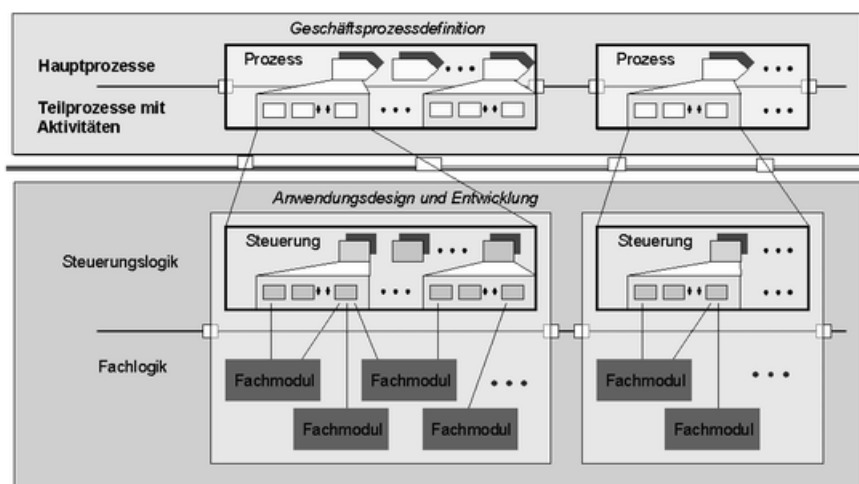 Geschäftsprozessdefinition
Hauptprozesse
Prozess
Prozess
Teilprozesse mit
Aktivitäten
Anwendungsdesign und Entwicklung
Steuerungslogik
Steuerung
Steuerung
Fachlogik
Fachmodul
Fachmodul
Fachmodul
Fachmodul
Fachmodul
Fachmodul